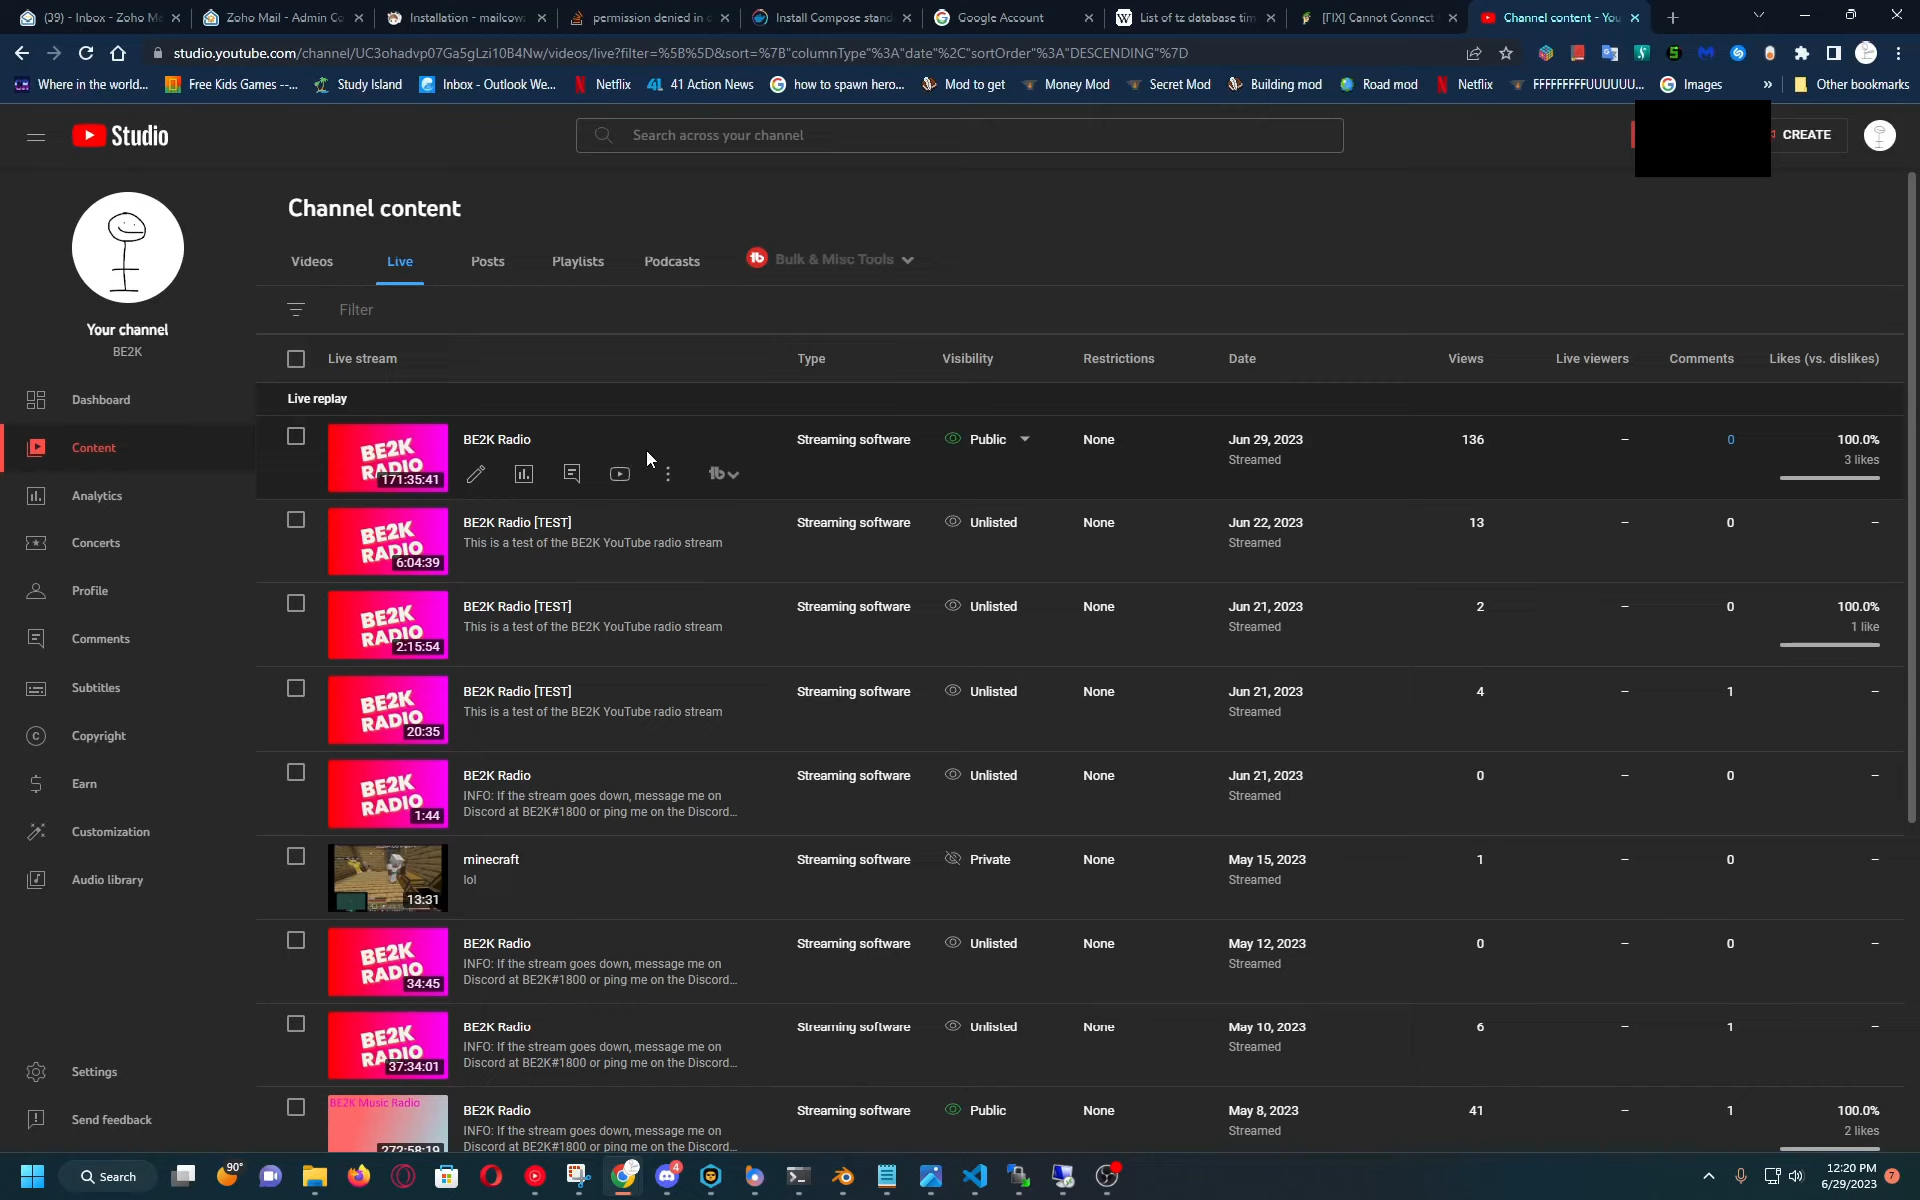 (39) - Inbox - Zoho Ma
Zoho Mail - Admin Co
Installation - mailcow
permission denied in d
Install Compose stand
Google Account
List of tz database tim
[FIX] Cannot Connect
Channel content - You
studio.youtube.com/channel/UC3ohadvp07Ga5gLzi10B4Nw/videos/live?filter=%5B%5D&sort=%7B"columnType"%3A"date"%2C"sortOrder"%3A"DESCENDING"%7D
Where in the world...
Free Kids Games --...
Study Island
Inbox - Outlook We...
Netflix
41 Action News
how to spawn hero...
Mod to get
Money Mod
Secret Mod
Building mod
Road mod
Netflix
FFFFFFFFFUUUUUU...
Images
»
Other bookmarks
Studio
Search across your channel
CREATE
Your channel
BE2K
Dashboard
Content
Analytics
Concerts
Profile
Comments
Subtitles
Copyright
Earn
Customization
Audio library
Settings
Send feedback
Channel content
Videos
Live
Posts
Playlists
Podcasts
Bulk & Misc Tools
Filter
Live stream Type Visibility Restrictions Date Views Live viewers Comments Likes (vs. dislikes)
Live replay
BE2K
RADIO
171:35:41
BE2K Radio Streaming software Public None Jun 29, 2023 136 – 0 100.0%
Streamed 3 likes
BE2K
RADIO
6:04:39
BE2K Radio [TEST] Streaming software Unlisted None Jun 22, 2023 13 – 0 –
This is a test of the BE2K YouTube radio stream Streamed
BE2K
RADIO
2:15:54
BE2K Radio [TEST] Streaming software Unlisted None Jun 21, 2023 2 – 0 100.0%
This is a test of the BE2K YouTube radio stream Streamed 1 like
BE2K
RADIO
20:35
BE2K Radio [TEST] Streaming software Unlisted None Jun 21, 2023 4 – 1 –
This is a test of the BE2K YouTube radio stream Streamed
BE2K
RADIO
1:44
BE2K Radio Streaming software Unlisted None Jun 21, 2023 0 – 0 –
INFO: If the stream goes down, message me on Streamed
Discord at BE2K#1800 or ping me on the Discord...
13:31
minecraft Streaming software Private None May 15, 2023 1 – 0 –
lol Streamed
BE2K
RADIO
34:45
BE2K Radio Streaming software Unlisted None May 12, 2023 0 – 0 –
INFO: If the stream goes down, message me on Streamed
Discord at BE2K#1800 or ping me on the Discord...
BE2K
RADIO
37:34:01
BE2K Radio Streaming software Unlisted None May 10, 2023 6 – 1 –
INFO: If the stream goes down, message me on Streamed
Discord at BE2K#1800 or ping me on the Discord...
BE2K Music Radio
272:58:19
BE2K Radio Streaming software Public None May 8, 2023 41 – 1 100.0%
INFO: If the stream goes down, message me on Streamed 2 likes
Discord at BE2K#1800 or ping me on the Discord...
Search
90°
4
12:20 PM
6/29/2023
7